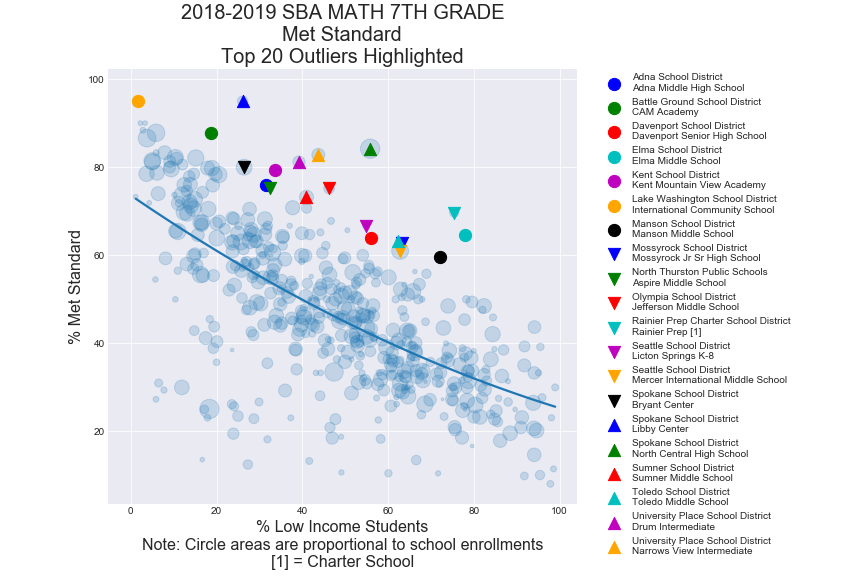 2018-2019 SBA MATH 7TH GRADE
Met Standard
Top 20 Outliers Highlighted
% Met Standard
100
80
60
40
20
0
20
40
60
80
100
% Low Income Students
Note: Circle areas are proportional to school enrollments
[1] = Charter School
Adna School District
Adna Middle High School
Battle Ground School District
CAM Academy
Davenport School District
Davenport Senior High School
Elma School District
Elma Middle School
Kent School District
Kent Mountain View Academy
Lake Washington School District
International Community School
Manson School District
Manson Middle School
Mossyrock School District
Mossyrock Jr Sr High School
North Thurston Public Schools
Aspire Middle School
Olympia School District
Jefferson Middle School
Rainier Prep Charter School District
Rainier Prep [1]
Seattle School District
Licton Springs K-8
Seattle School District
Mercer International Middle School
Spokane School District
Bryant Center
Spokane School District
Libby Center
Spokane School District
North Central High School
Sumner School District
Sumner Middle School
Toledo School District
Toledo Middle School
University Place School District
Drum Intermediate
University Place School District
Narrows View Intermediate